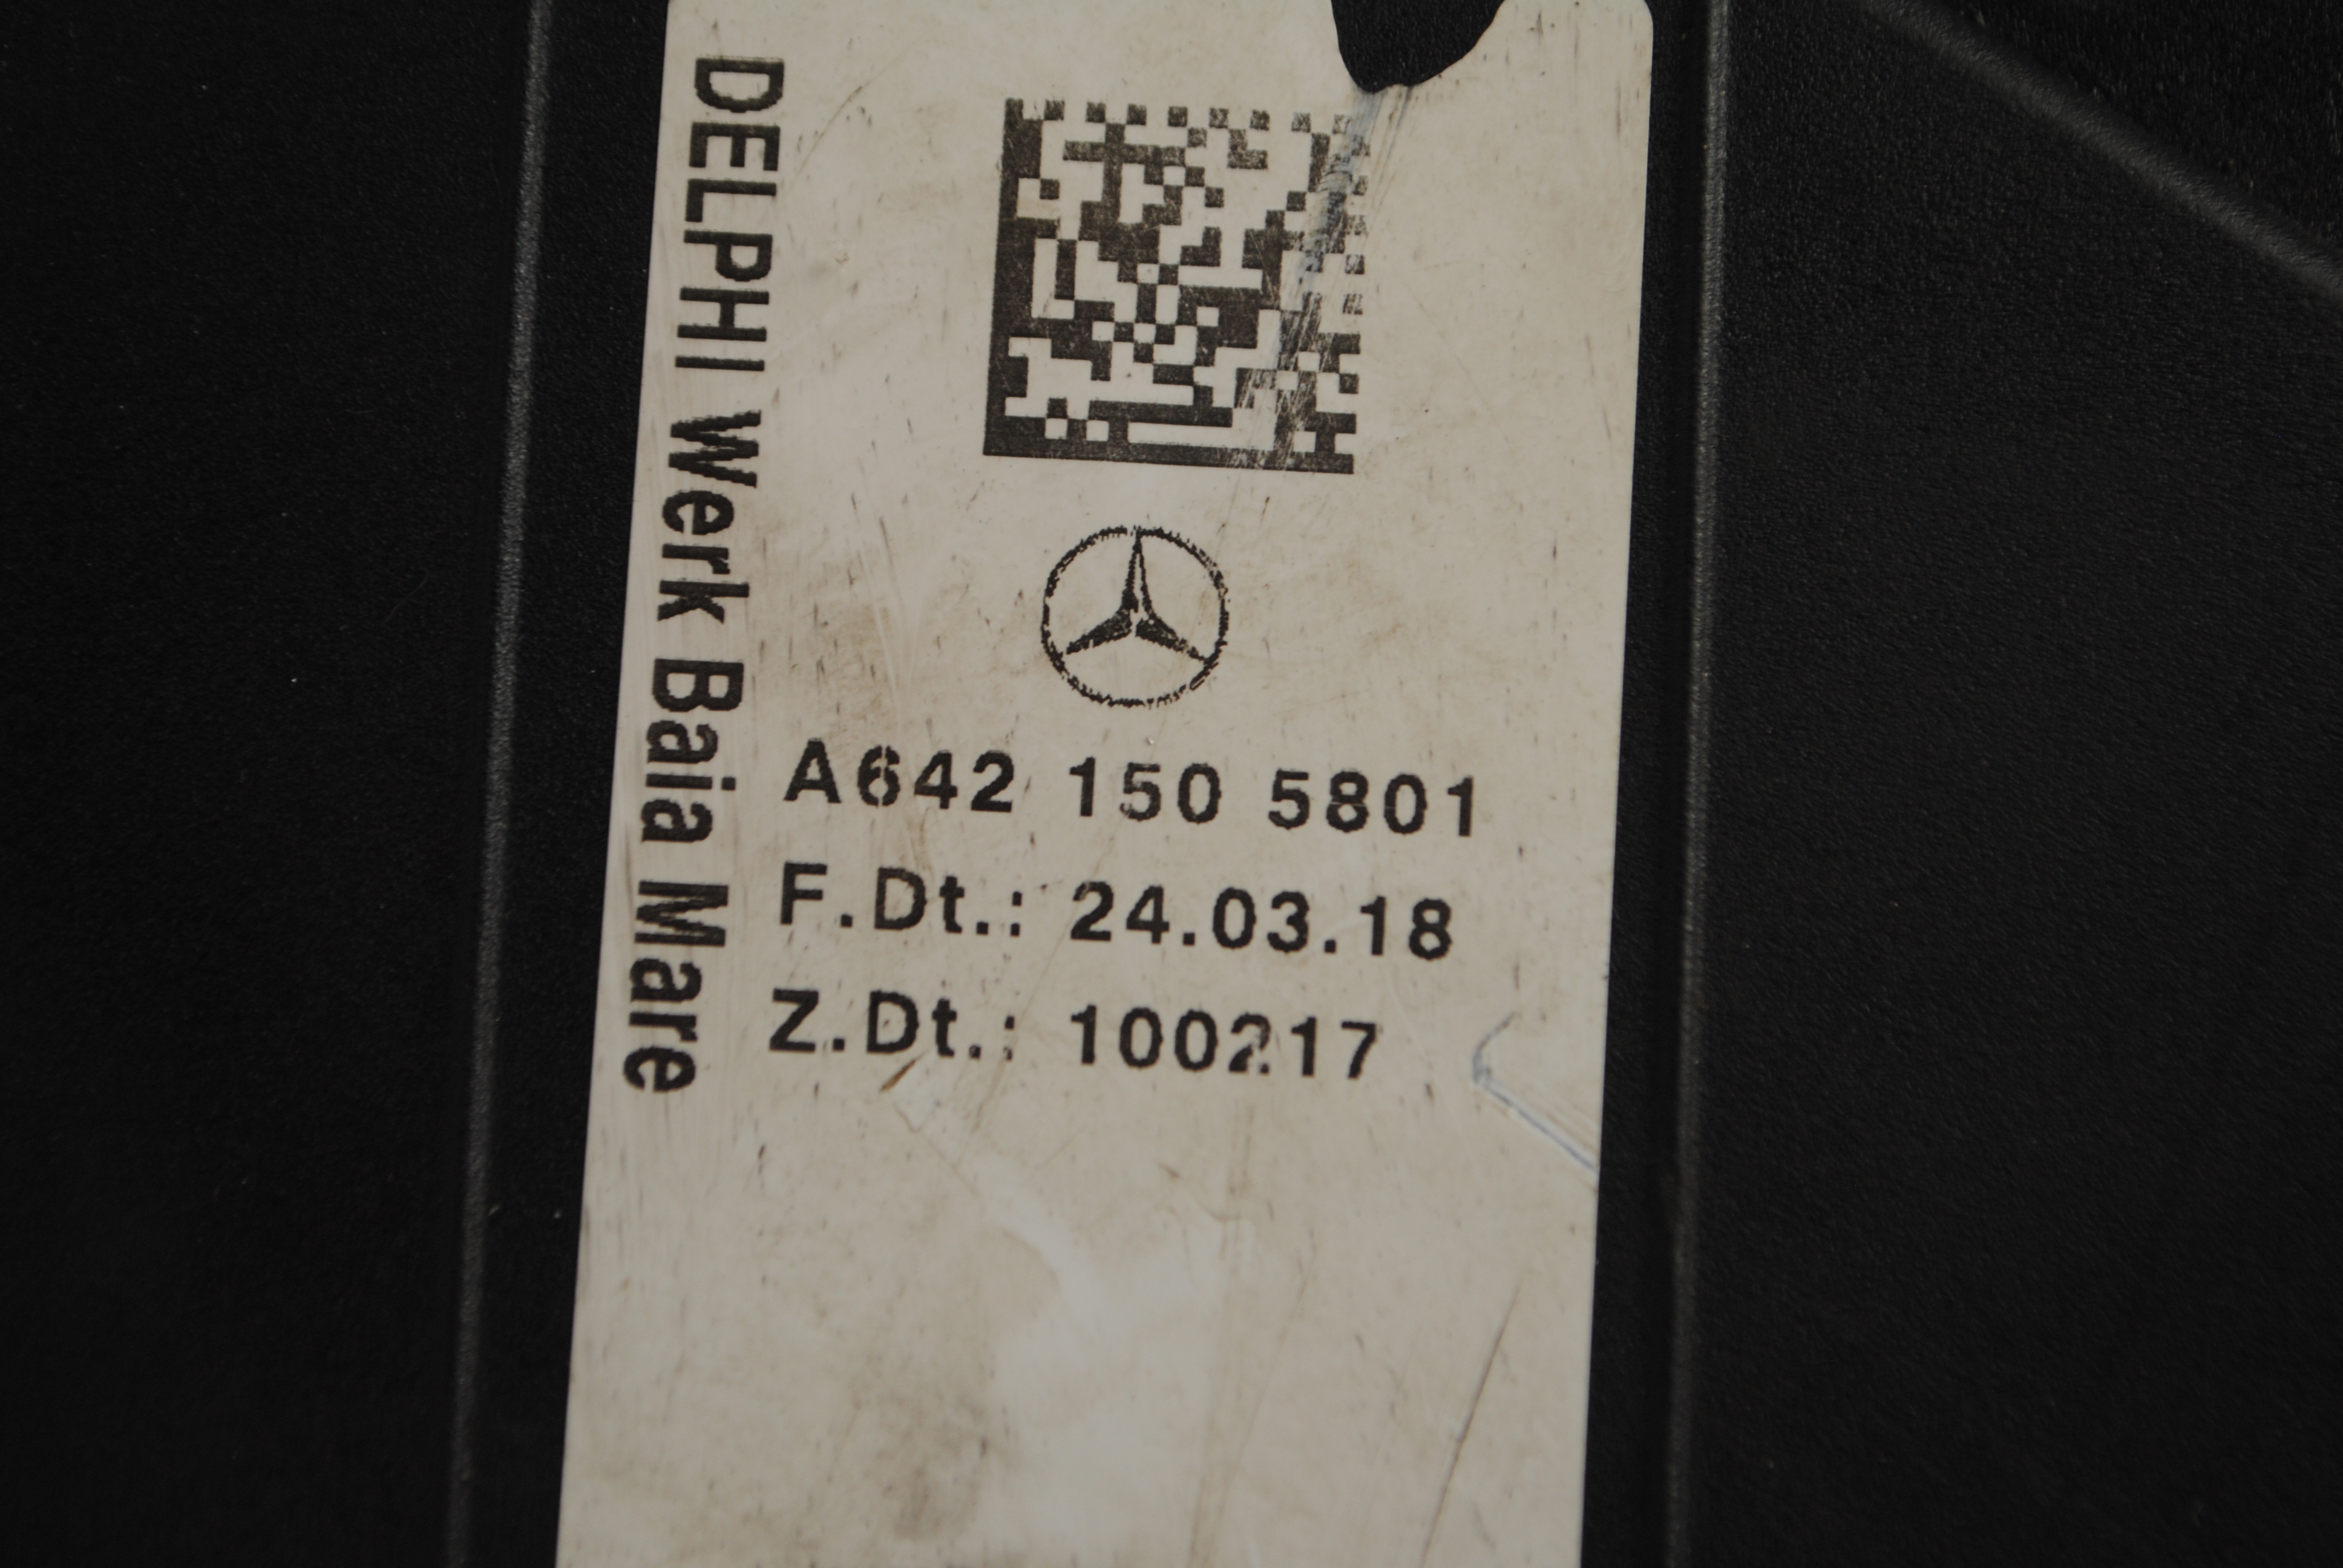 DELPHI Werk Baia Mare
A642 150 5801
F.Dt.: 24.03.18
Z.Dt.: 100217